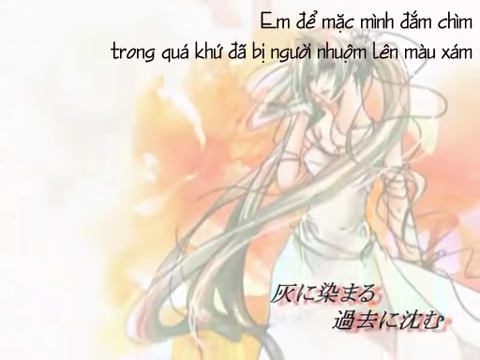 Em để mặc mình đắm chìm
trong quá khứ đã bị người nhuộm lên màu xám
灰に染まる
過去に沈む